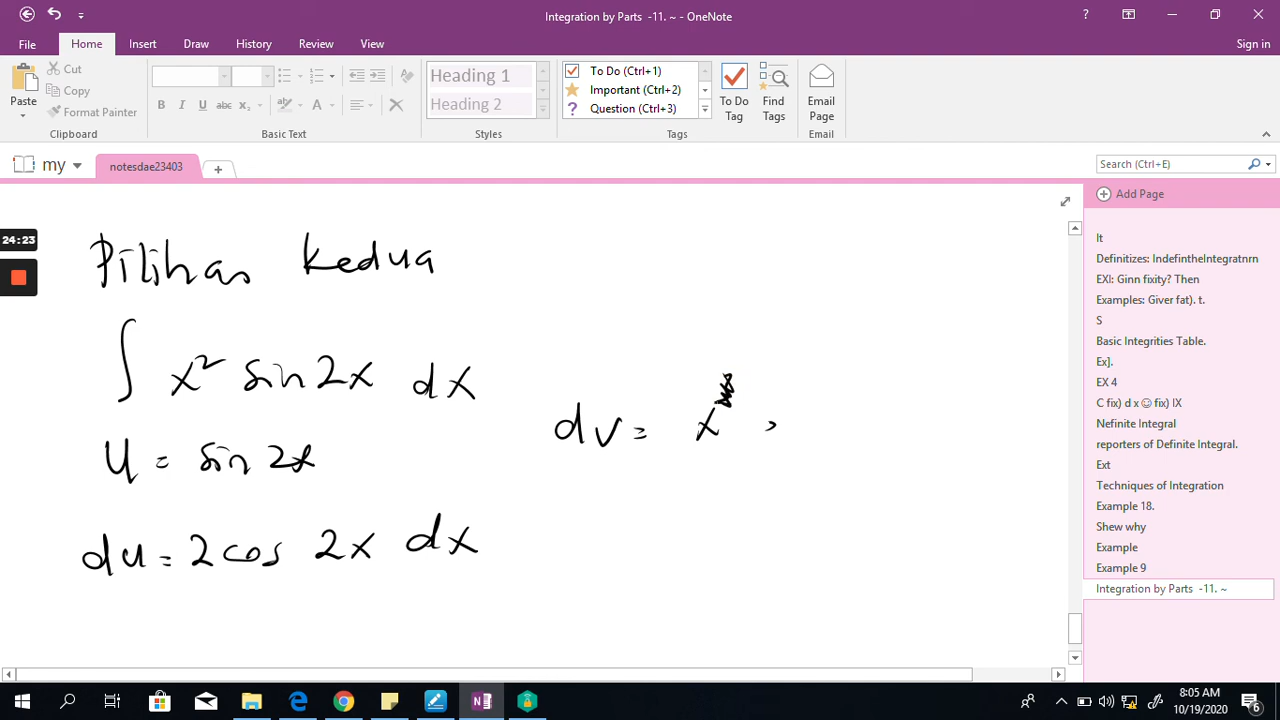 Integration by Parts -11. ~ - OneNote
?
File
Home
Insert
Draw
History
Review
View
Sign in
Paste
Cut
Copy
Format Painter
Clipboard
B I U abc x₂ A
Basic Text
Heading 1
Heading 2
Styles
To Do (Ctrl+1)
Important (Ctrl+2)
? Question (Ctrl+3)
Tags
To Do Tag
Find Tags
Email Page
Email
my
notesdae23403
+
Search (Ctrl+E)
24:23
Add Page
It
Definitizes: IndefintheIntegratnrn
EXl: Ginn fixity? Then
Examples: Giver fat). t.
S
Basic Integrities Table.
Ex].
EX 4
C fix) d x ☺ fix) lX
Nefinite Integral
reporters of Definite Integral.
Ext
Techniques of Integration
Example 18.
Shew why
Example
Example 9
Integration by Parts -11. ~
Pilihan kedua
∫ x² sin 2x dx
u = sin 2x
dv = x
du = 2 cos 2x dx
8:05 AM
10/19/2020
6